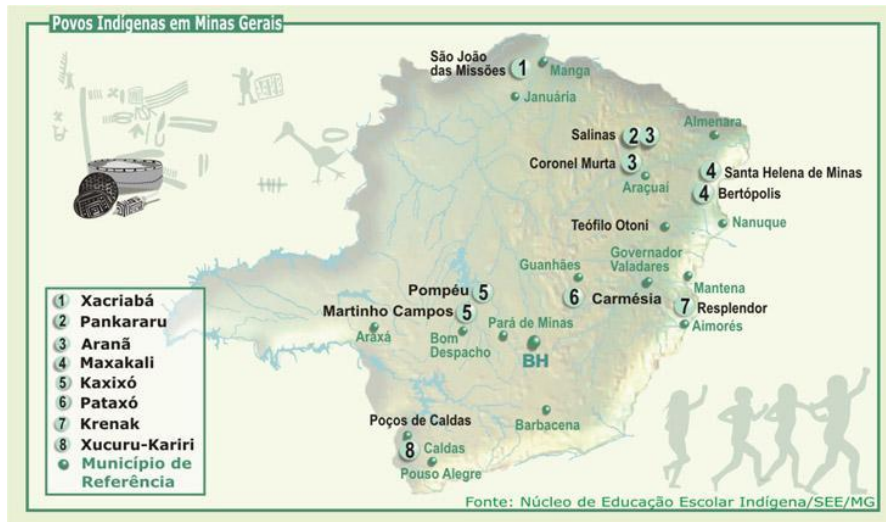 Povos Indígenas em Minas Gerais
São João
das Missões
1
Manga
Januária
Salinas
2 3
Almenara
Coronel Murta
3
Araçuaí
4
Santa Helena de Minas
4
Bertópolis
Teófilo Otoni
Nanuque
Guanhães
Governador
Valadares
Mantena
Pompéu
5
6
Carmésia
7
Resplendor
Martinho Campos
5
Aimorés
Araxá
Bom
Despacho
Pará de Minas
BH
Poços de Caldas
8
Caldas
Pouso Alegre
Barbacena
1 Xacriabá
2 Pankararu
3 Aranã
4 Maxakali
5 Kaxixó
6 Pataxó
7 Krenak
8 Xucuru-Kariri
Município de
Referência
Fonte: Núcleo de Educação Escolar Indígena/SEE/MG